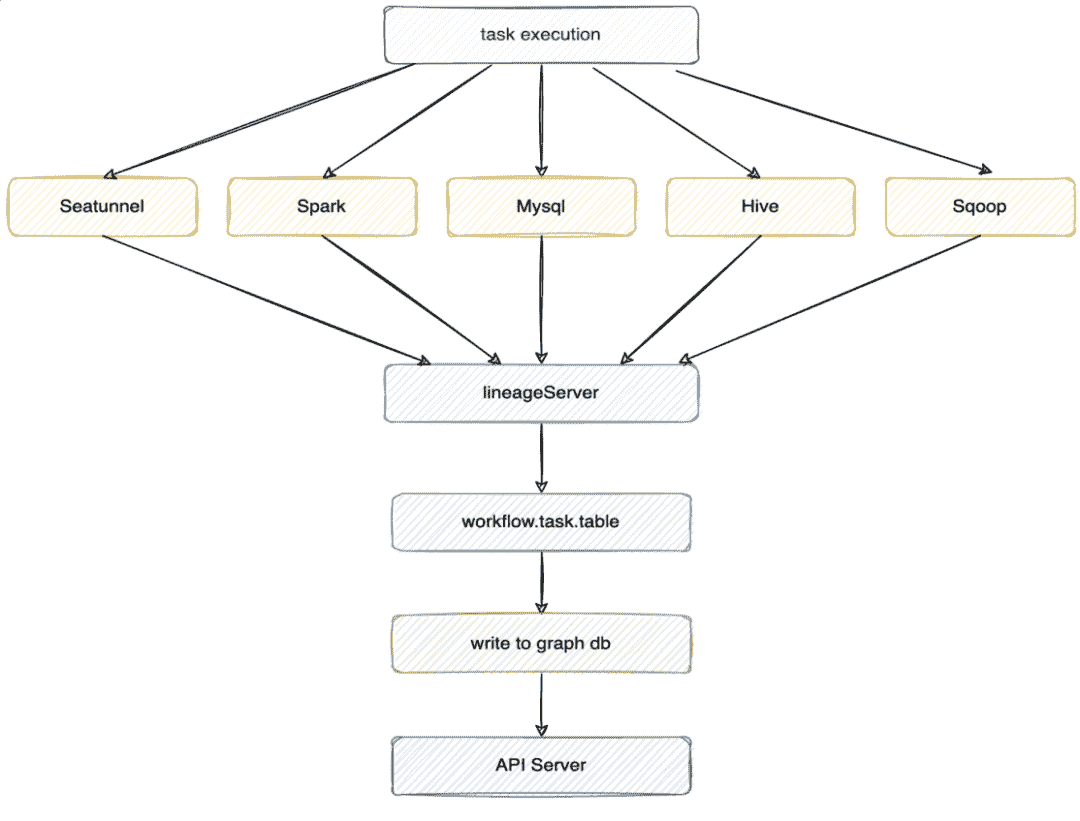 task execution
Seatunnel
Spark
Mysql
Hive
Sqoop
lineageServer
workflow.task.table
write to graph db
API Server